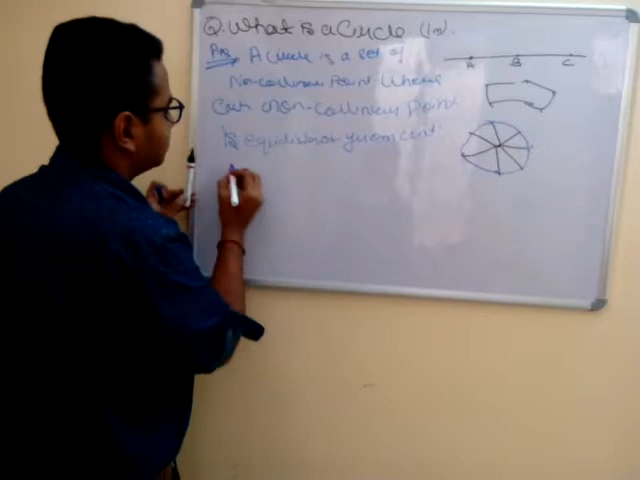 Q. What is a Circle (1m).
Ans A Circle is a set of
Non-collinear Point Where
Each non-collinear Point
is equidistant from cent
A B C